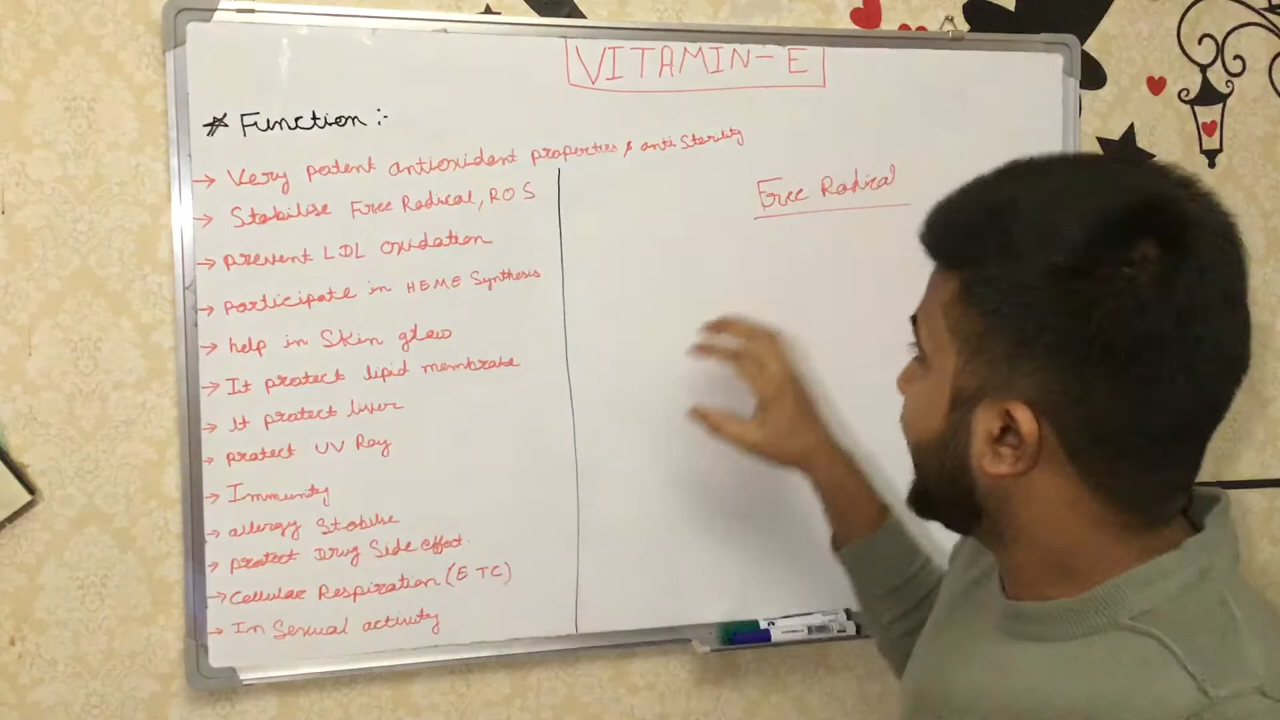 VITAMIN-E
* Function :-
→ Very potent antioxidant properties & anti Sterility
→ Stabilise Free Radical, ROS
→ prevent LDL oxidation
→ participate in HEME Synthesis
→ help in Skin glow
→ It protect lipid membrane
→ It protect liver
→ protect UV Ray
→ Immunity
→ allergy Stabilise
→ protect Drug Side effect.
→ Cellular Respiration (ETC)
→ In Sexual activity
Free Radical